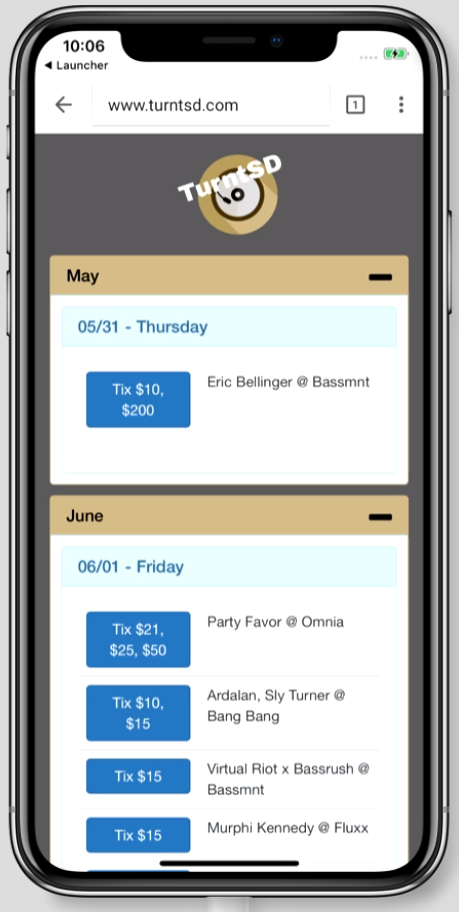 10:06
◀ Launcher
www.turntsd.com
1
TurntSD
May
05/31 - Thursday
Tix $10,
$200
Eric Bellinger @ Bassmnt
June
06/01 - Friday
Tix $21,
$25, $50
Party Favor @ Omnia
Tix $10,
$15
Ardalan, Sly Turner @
Bang Bang
Tix $15
Virtual Riot x Bassrush @
Bassmnt
Tix $15
Murphi Kennedy @ Fluxx